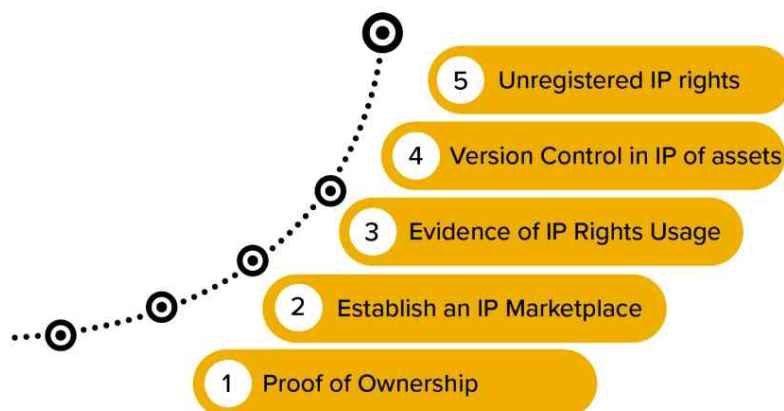 5 Unregistered IP rights
4 Version Control in IP of assets
3 Evidence of IP Rights Usage
2 Establish an IP Marketplace
1 Proof of Ownership